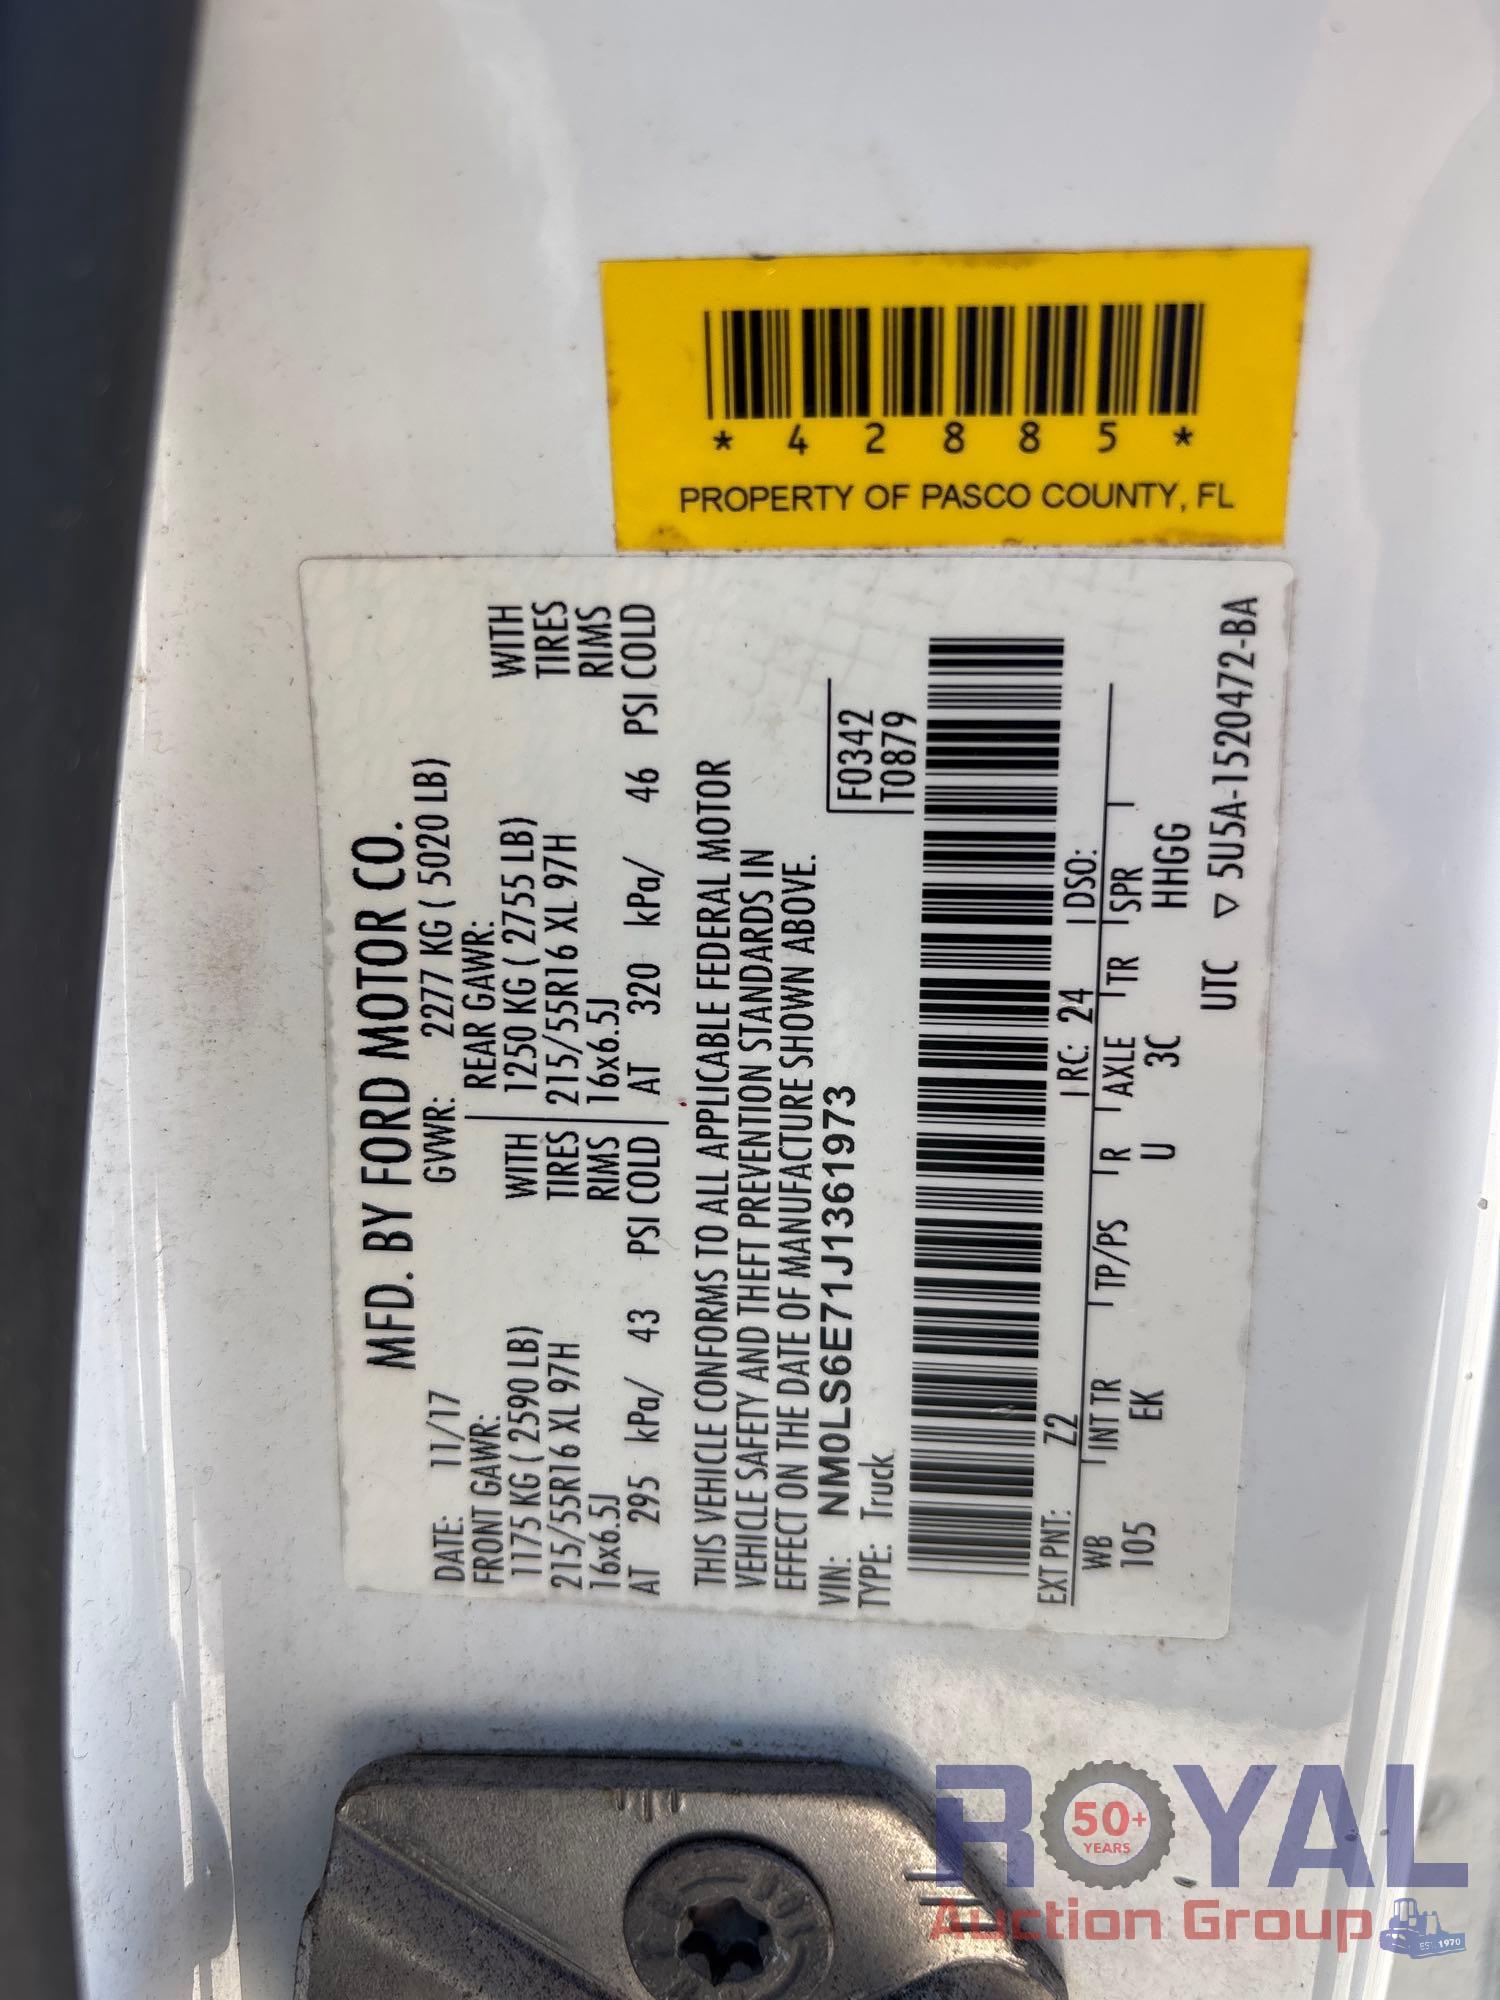 *42885*
PROPERTY OF PASCO COUNTY, FL
MFD. BY FORD MOTOR CO.
DATE: 11/17 GVWR: 2277 KG ( 5020 LB)
FRONT GAWR: REAR GAWR:
1175 KG ( 2590 LB) WITH 1250 KG ( 2755 LB) WITH
215/55R16 XL 97H TIRES 215/55R16 XL 97H TIRES
16x6.5J RIMS 16x6.5J RIMS
AT 295 kPa/ 43 PSI COLD AT 320 kPa/ 46 PSI COLD
THIS VEHICLE CONFORMS TO ALL APPLICABLE FEDERAL MOTOR
VEHICLE SAFETY AND THEFT PREVENTION STANDARDS IN
EFFECT ON THE DATE OF MANUFACTURE SHOWN ABOVE.
VIN: NM0LS6E71J1361973 F0342
TYPE: Truck T0879
EXT PNT: Z2 RC: 24 DSO:
WB INT TR TP/PS R AXLE TR SPR
105 EK U 3C HHGG
UTC ▽ 5U5A-1520472-BA
ROYAL
50+
YEARS
Auction Group
EST. 1970